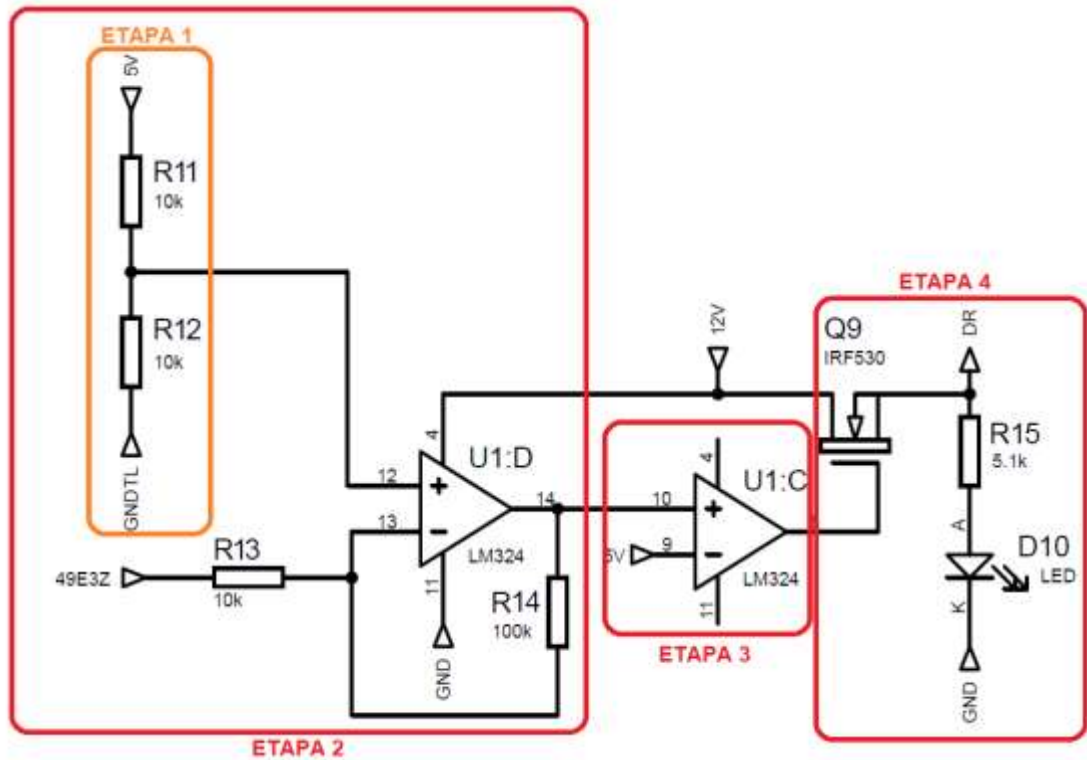 ETAPA 1
5V
R11
10k
R12
10k
GNDTL
49E3Z
R13
10k
12
13
4
11
U1:D
LM324
14
GND
R14
100k
ETAPA 2
12V
10
9
5V
4
11
U1:C
LM324
ETAPA 3
ETAPA 4
Q9
IRF530
DR
R15
5.1k
A
K
D10
LED
GND